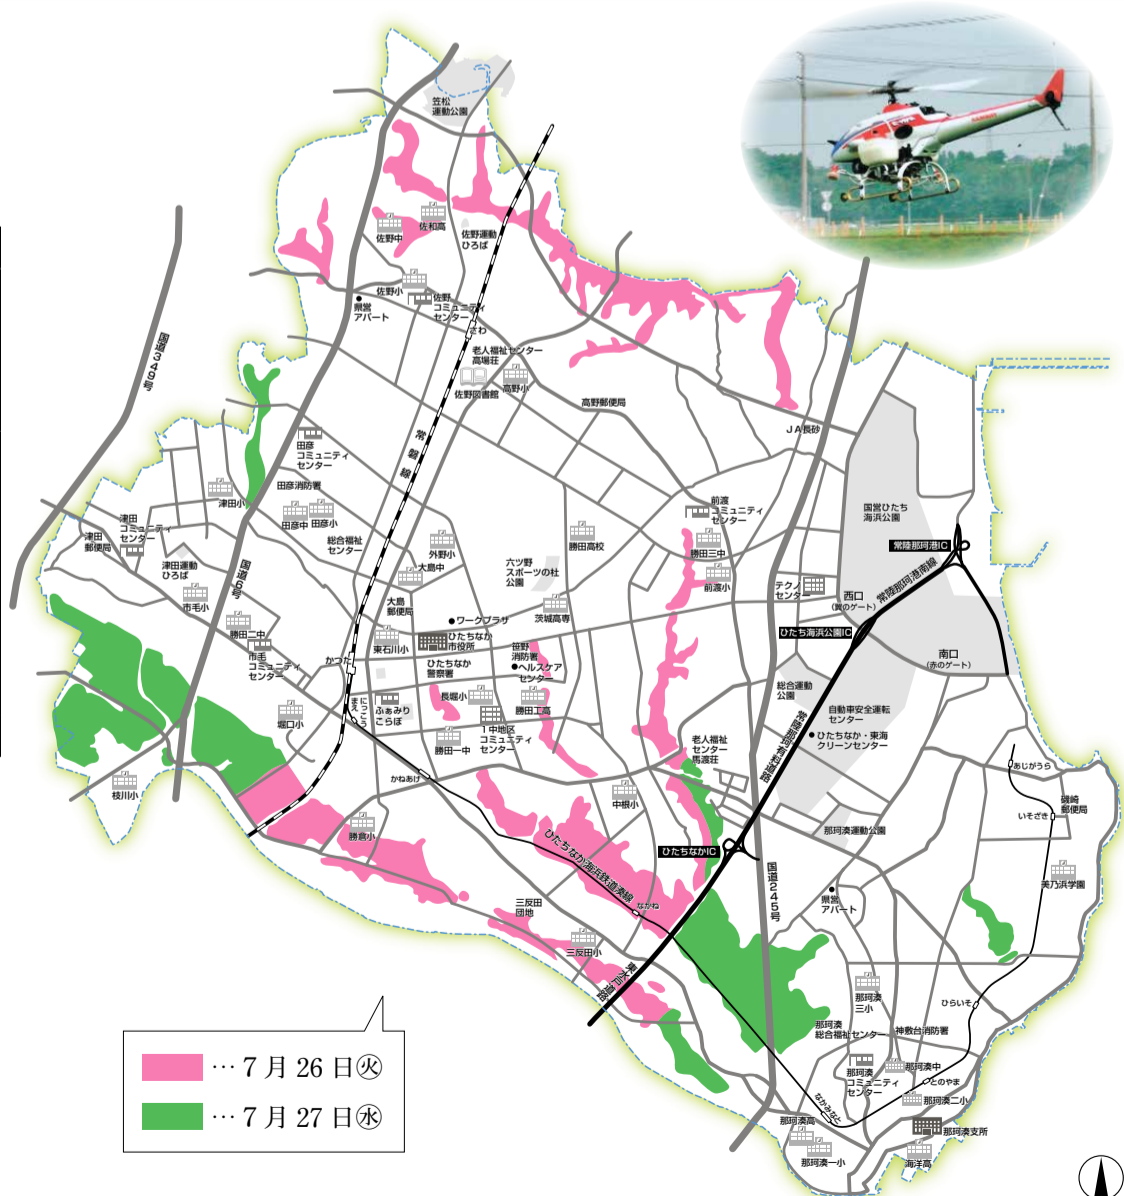 笠松
運動公園
佐野中
佐和高
佐野運動
ひろば
佐野小
佐野
コミュニティ
センター
県営
アパート
さわ
国道349号
老人福祉センター
高場荘
佐野図書館
高野小
高野郵便局
常磐線
JA長砂
田彦
コミュニティ
センター
田彦消防署
津田小
田彦中
田彦小
総合福祉
センター
津田
コミュニティ
センター
津田
郵便局
津田運動
ひろば
国道6号
外野小
大島中
勝田高校
前渡
コミュニティ
センター
勝田三中
前渡小
国営ひたち
海浜公園
常陸那珂港IC
常陸那珂港南線
六ツ野
スポーツの杜
公園
テクノ
センター
西口
(翼のゲート)
ひたち海浜公園IC
南口
(赤のゲート)
市毛小
勝田二中
市毛
コミュニティ
センター
大島
郵便局
ワークプラザ
茨城高専
東石川小
ひたちなか
市役所
かつた
ひたちなか
警察署
笹野
消防署
ヘルスケア
センター
長堀小
勝田工高
にっこう
まえ
ふぁみり
こらぼ
堀口小
勝田一中
1中地区
コミュニティ
センター
総合運動
公園
自動車安全運転
センター
ひたちなか・東海
クリーンセンター
常陸那珂有料道路
老人福祉
センター
馬渡荘
かねあげ
枝川小
中根小
勝倉小
あじがうら
磯崎
郵便局
いそざき
那珂湊運動公園
ひたちなかIC
ひたちなか海浜鉄道湊線
国道245号
美乃浜学園
県営
アパート
なかね
三反田
団地
三反田小
東水戸道路
那珂湊
三小
ひらいそ
那珂湊
総合福祉センター
神敷台消防署
那珂湊
コミュニティ
センター
那珂湊中
とのやま
那珂湊二小
なかみなと
那珂湊高
那珂湊支所
那珂湊一小
海洋高
…7月26日㊋
…7月27日㊌